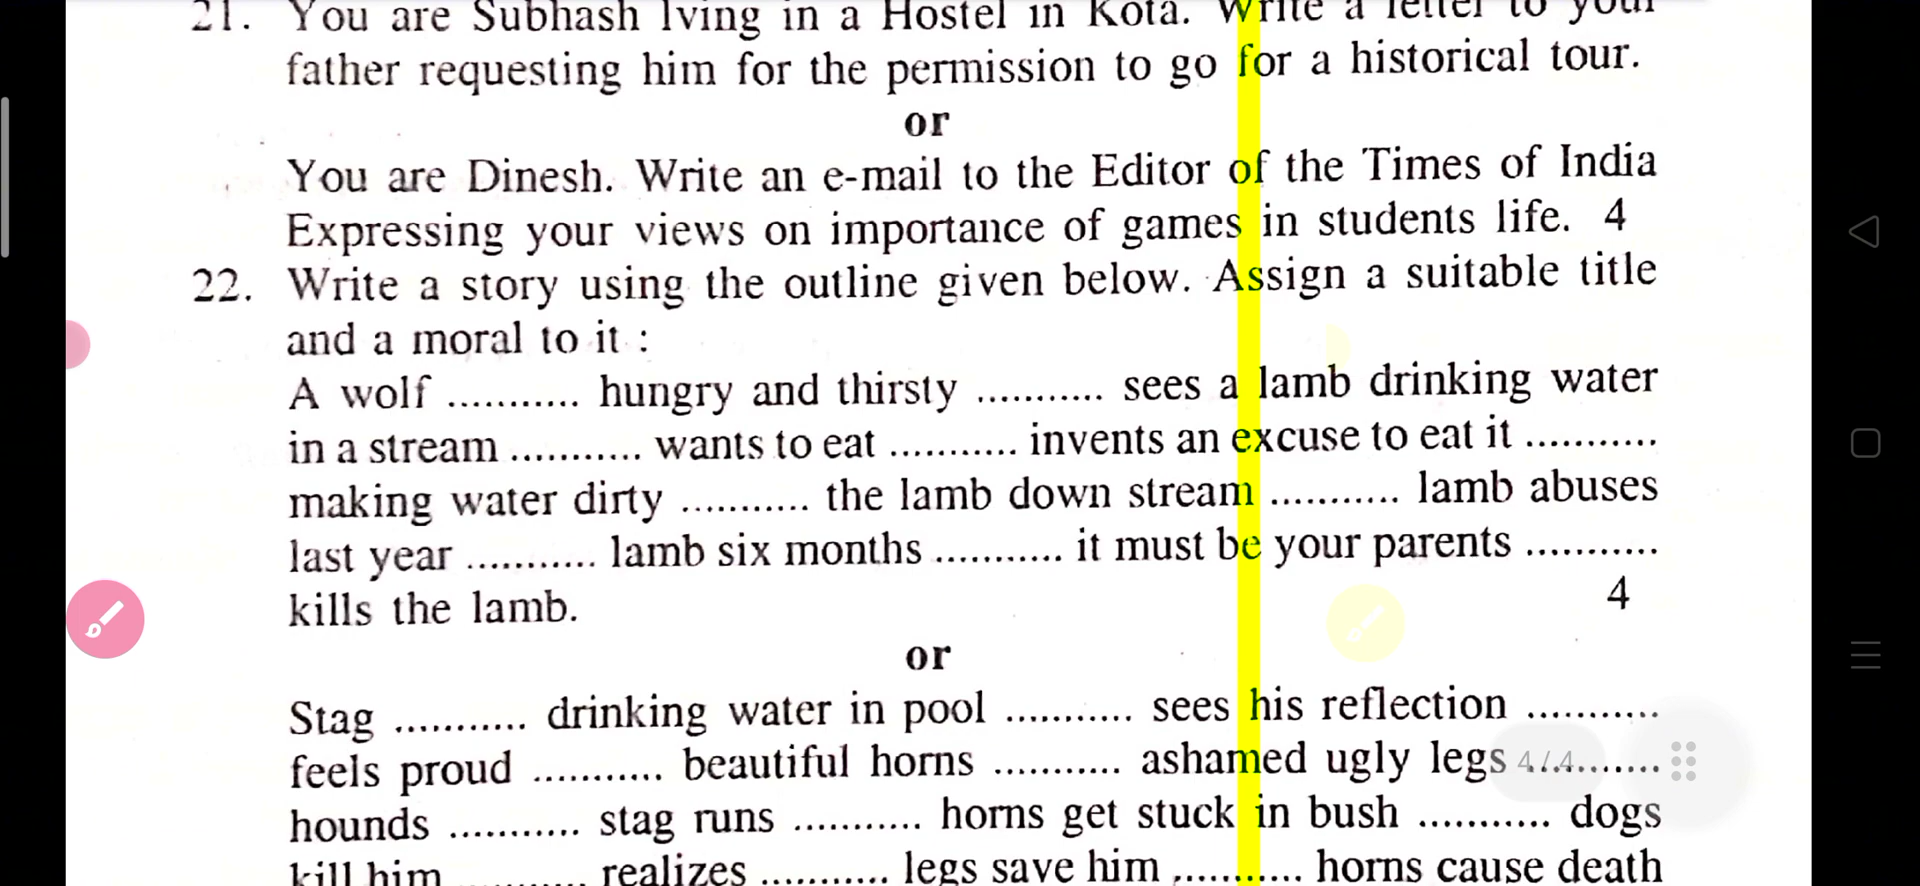 21. You are Subhash lving in a Hostel in Kota. Write a letter to your
father requesting him for the permission to go for a historical tour.
or
You are Dinesh. Write an e-mail to the Editor of the Times of India
Expressing your views on importance of games in students life. 4
22. Write a story using the outline given below. Assign a suitable title
and a moral to it :
A wolf ........... hungry and thirsty ........... sees a lamb drinking water
in a stream ........... wants to eat ........... invents an excuse to eat it ...........
making water dirty ........... the lamb down stream ........... lamb abuses
last year ........... lamb six months ........... it must be your parents ...........
kills the lamb. 4
or
Stag ........... drinking water in pool ........... sees his reflection ...........
feels proud ........... beautiful horns ........... ashamed ugly legs ...........
4/4
hounds ........... stag runs ........... horns get stuck in bush ........... dogs
kill him ........... realizes ........... legs save him ........... horns cause death